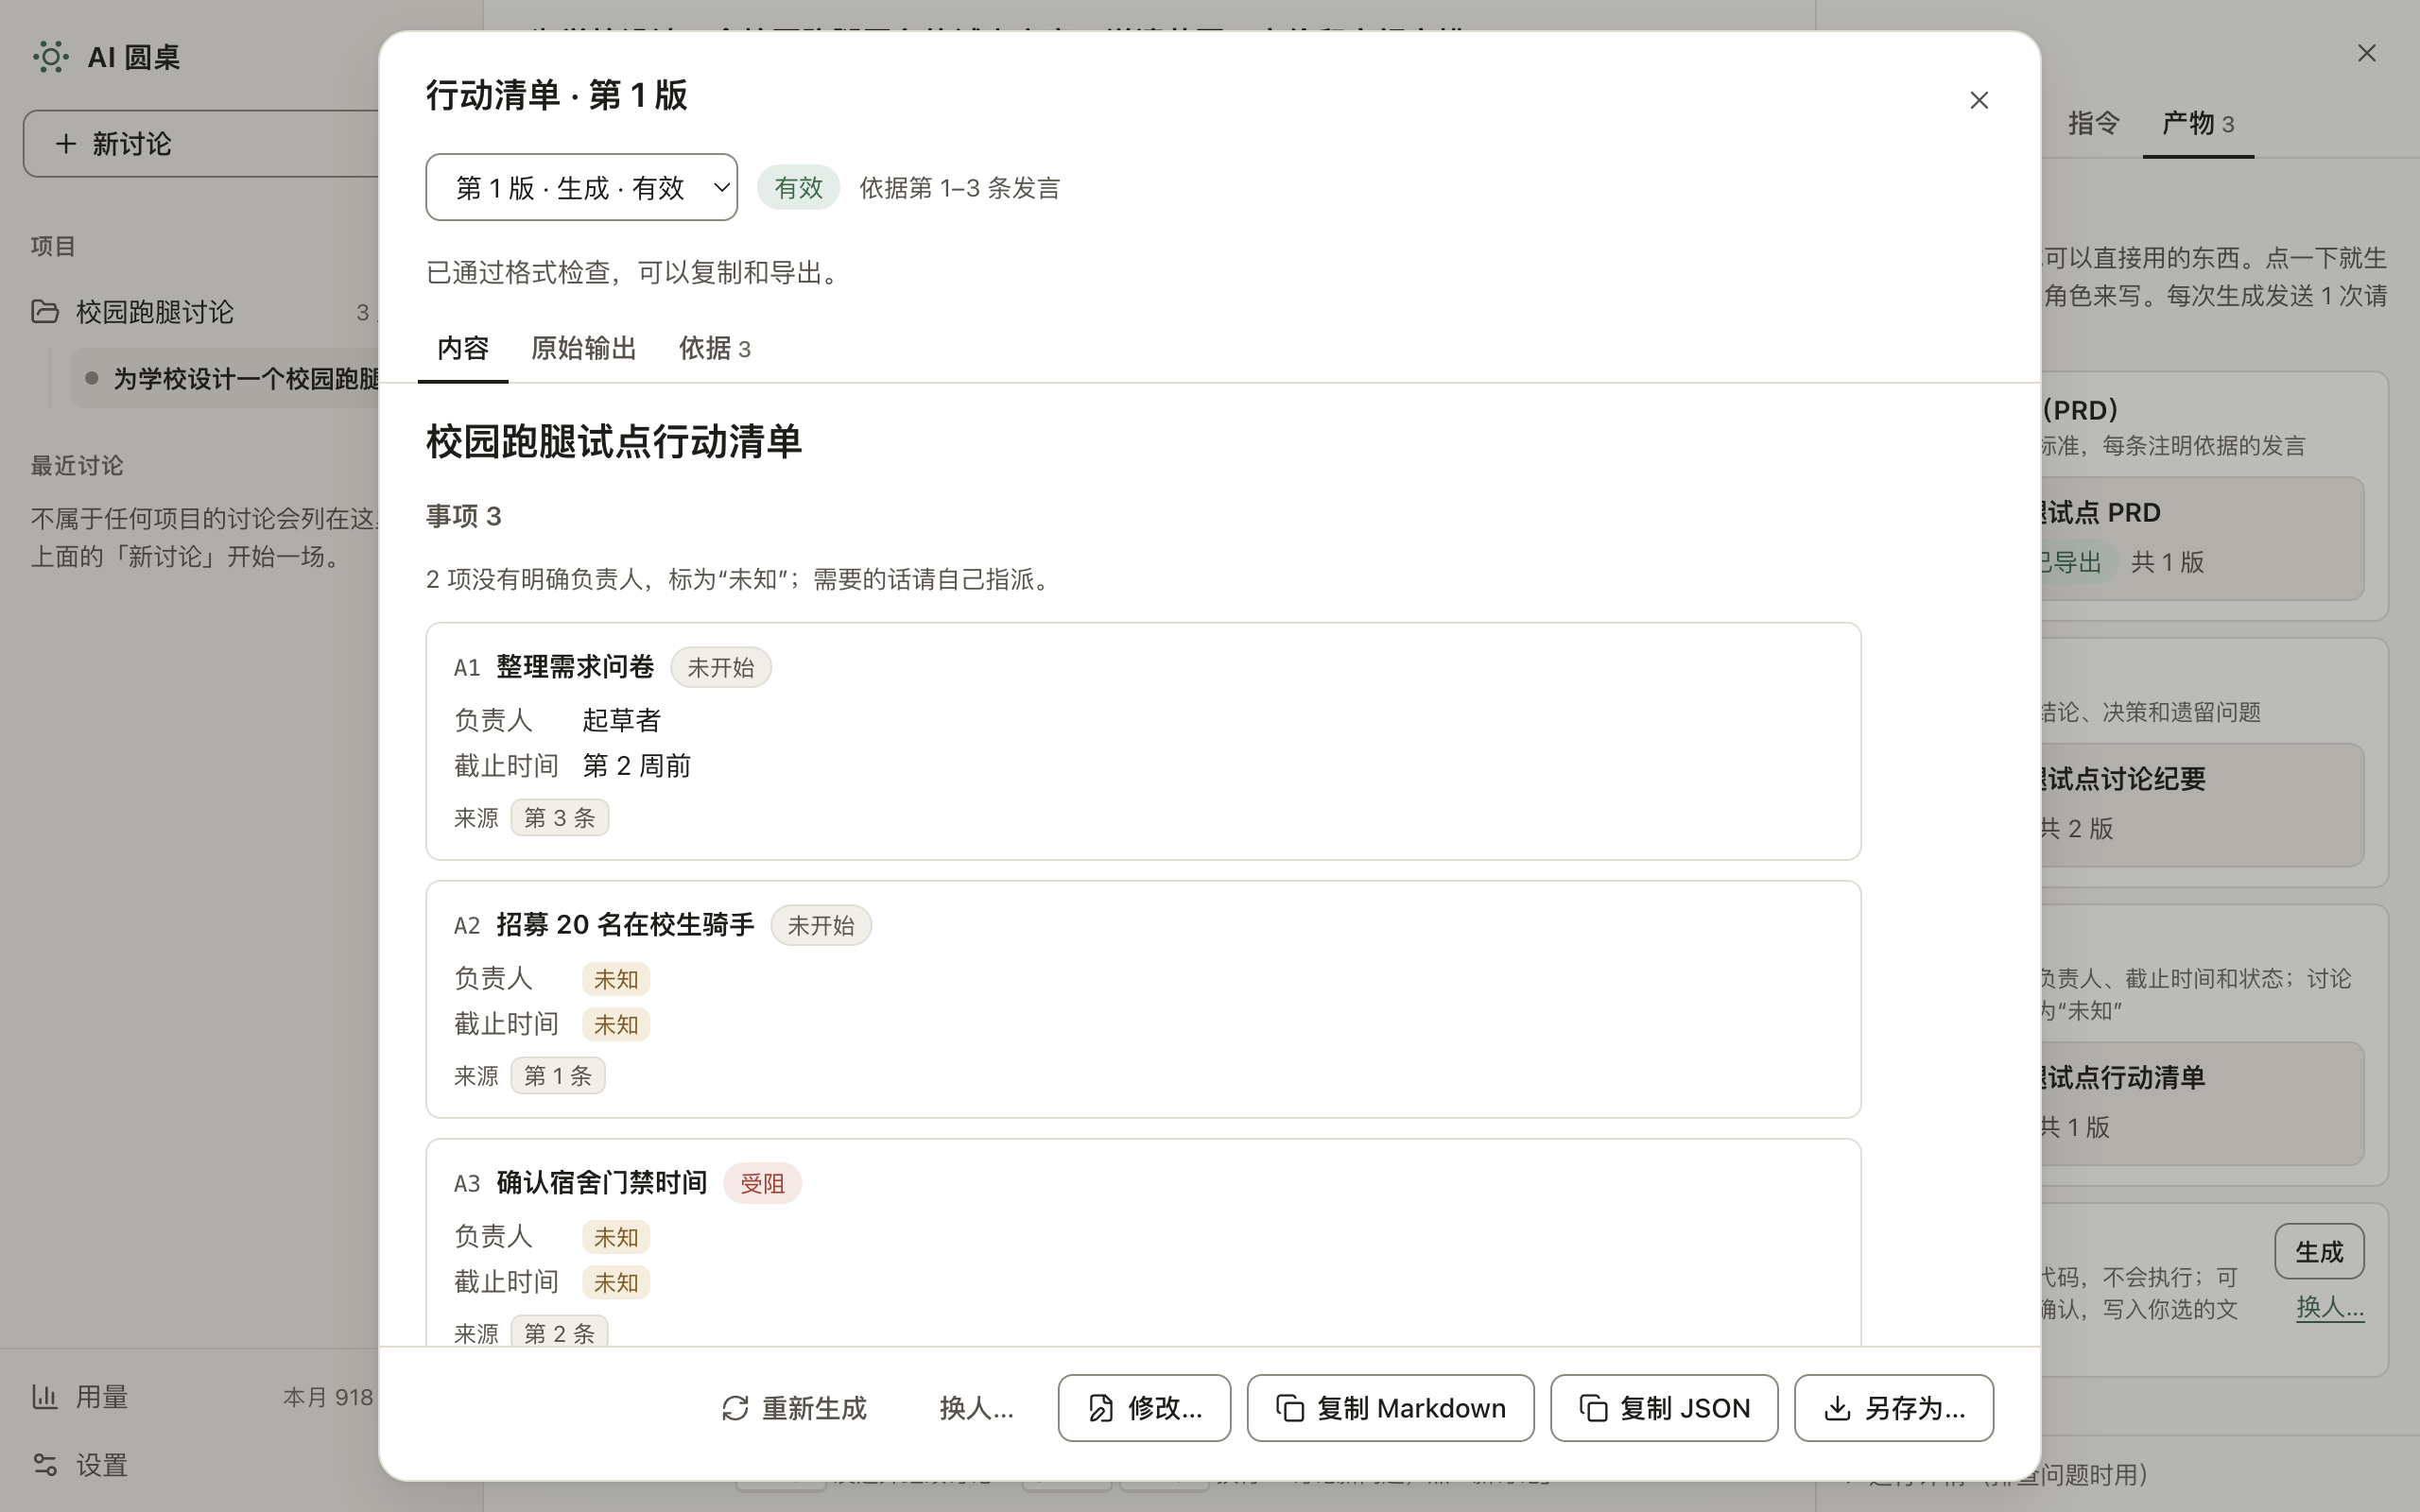 AI 圆桌
新讨论
项目
校园跑腿讨论
3
为学校设计一个校园跑腿
最近讨论
不属于任何项目的讨论会列在这
上面的「新讨论」开始一场。
用量
本月 918
设置
行动清单 · 第 1 版
第 1 版 · 生成 · 有效
有效
依据第 1–3 条发言
已通过格式检查，可以复制和导出。
内容
原始输出
依据 3
校园跑腿试点行动清单
事项 3
2 项没有明确负责人，标为“未知”；需要的话请自己指派。
A1 整理需求问卷 未开始
负责人 起草者
截止时间 第 2 周前
来源 第 3 条
A2 招募 20 名在校生骑手 未开始
负责人 未知
截止时间 未知
来源 第 1 条
A3 确认宿舍门禁时间 受阻
负责人 未知
截止时间 未知
来源 第 2 条
重新生成
换人...
修改...
复制 Markdown
复制 JSON
另存为...
指令
产物 3
可以直接用的东西。点一下就生
角色来写。每次生成发送 1 次请
(PRD)
标准，每条注明依据的发言
试点 PRD
已导出 共 1 版
结论、决策和遗留问题
试点讨论纪要
共 2 版
负责人、截止时间和状态；讨论
为“未知”
试点行动清单
共 1 版
生成
代码，不会执行；可
确认，写入你选的文
换人...
问题时用）